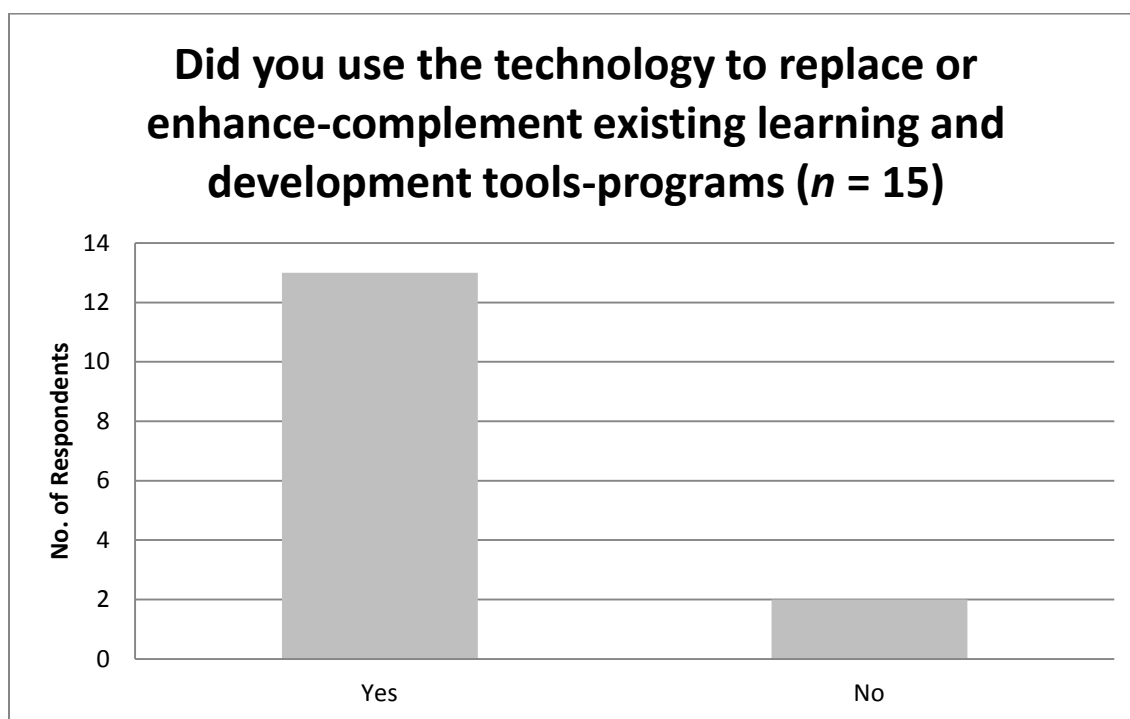 Did you use the technology to replace or
enhance-complement existing learning and
development tools-programs (n = 15)
14
12
10
8
6
4
2
0
No. of Respondents
Yes
No